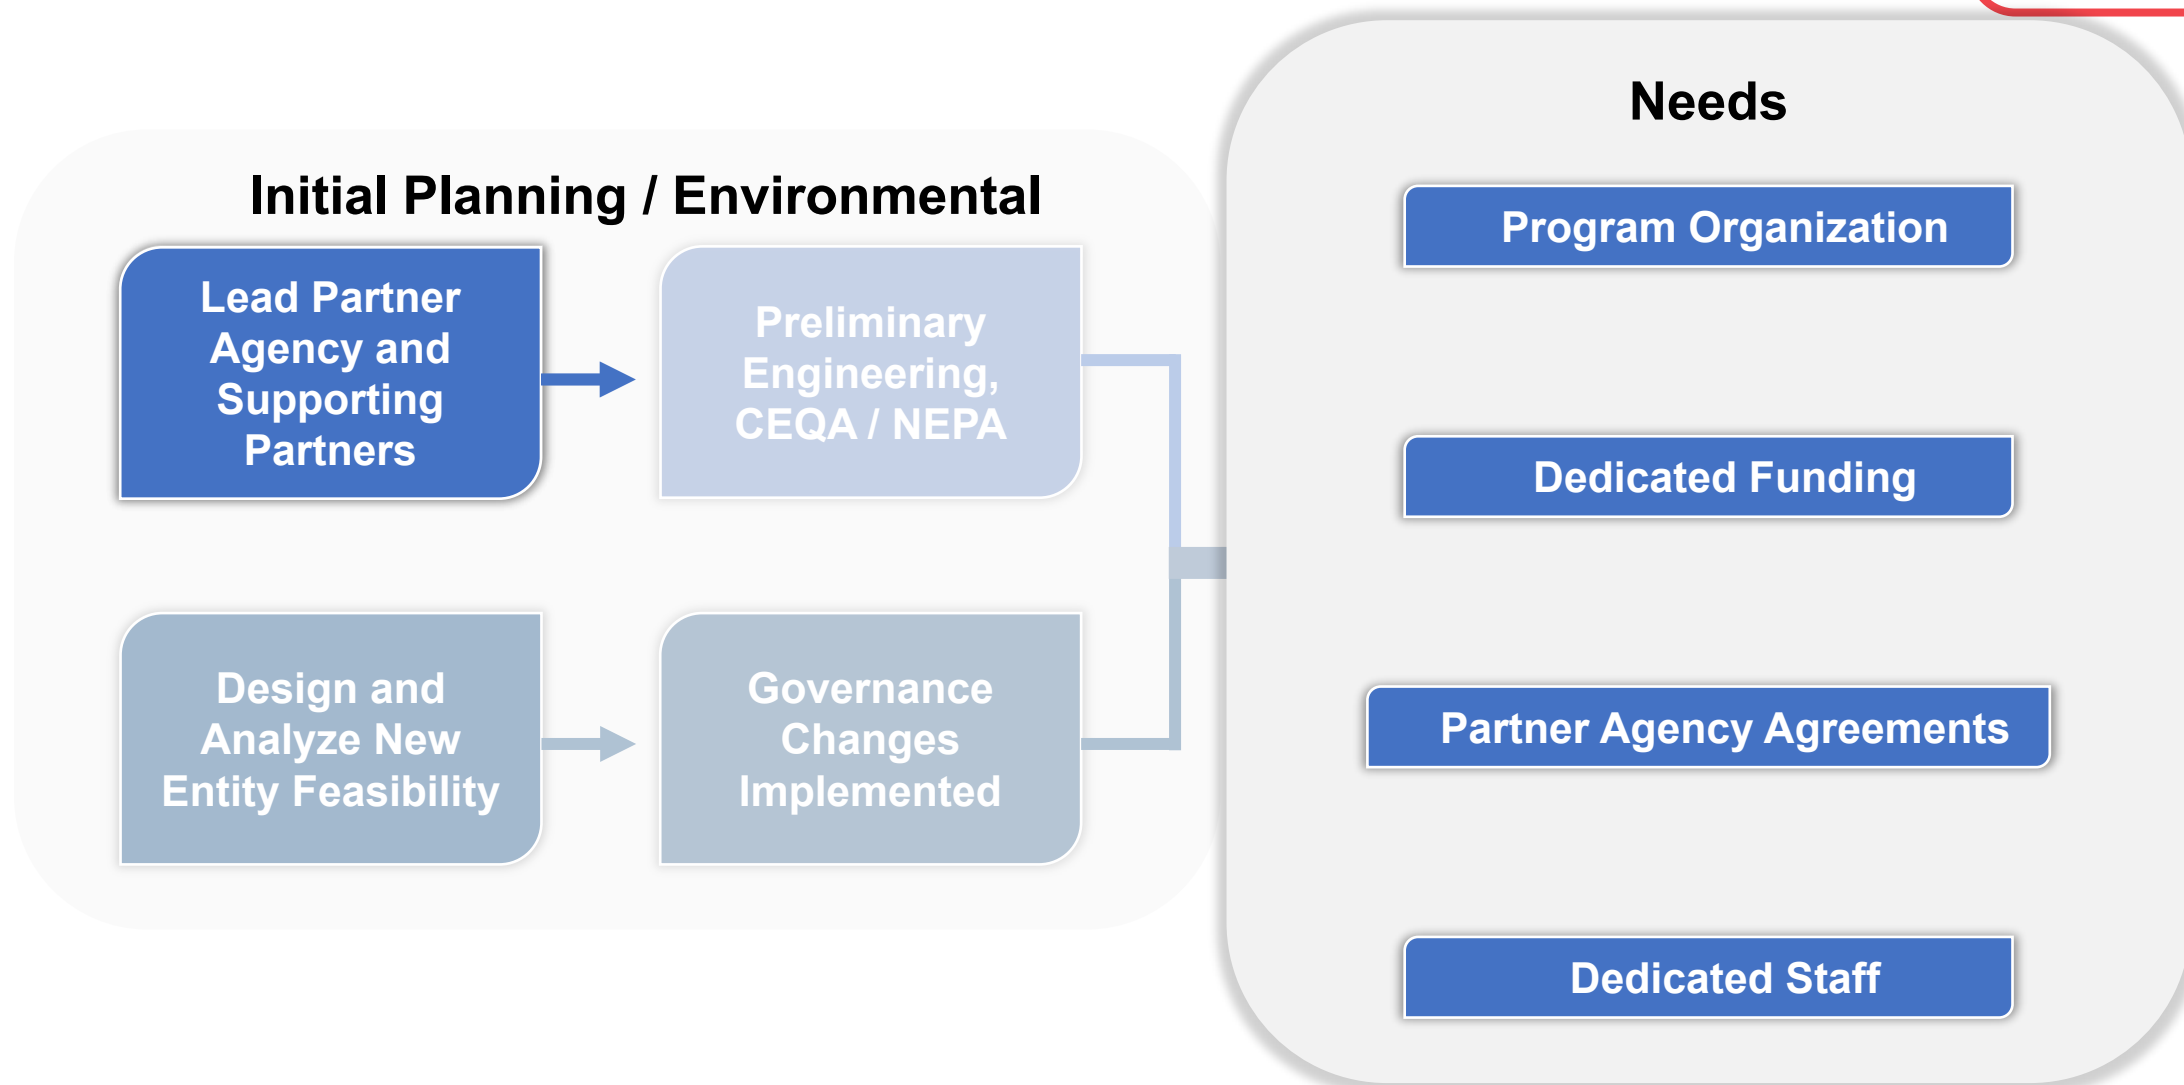 Initial Planning / Environmental
Lead Partner
Agency and
Supporting
Partners
Preliminary
Engineering,
CEQA / NEPA
Design and
Analyze New
Entity Feasibility
Governance
Changes
Implemented
Needs
Program Organization
Dedicated Funding
Partner Agency Agreements
Dedicated Staff